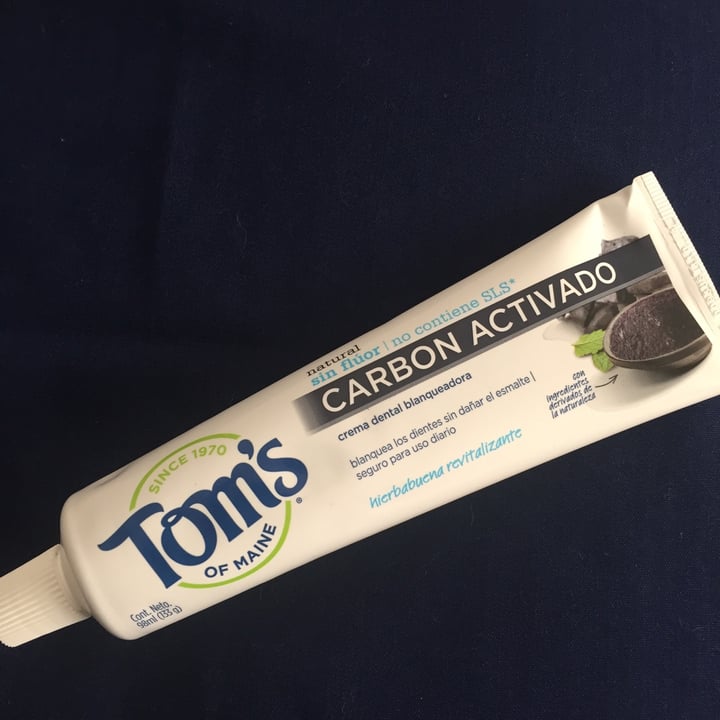 natural
sin flúor | no contiene SLS*
CARBON ACTIVADO
crema dental blanqueadora
blanquea los dientes sin dañar el esmalte |
seguro para uso diario
hierbabuena revitalizante
con
ingredientes
derivados de
la naturaleza
SINCE 1970
Tom's®
OF MAINE
Cont. Neto.
98ml (133 g)